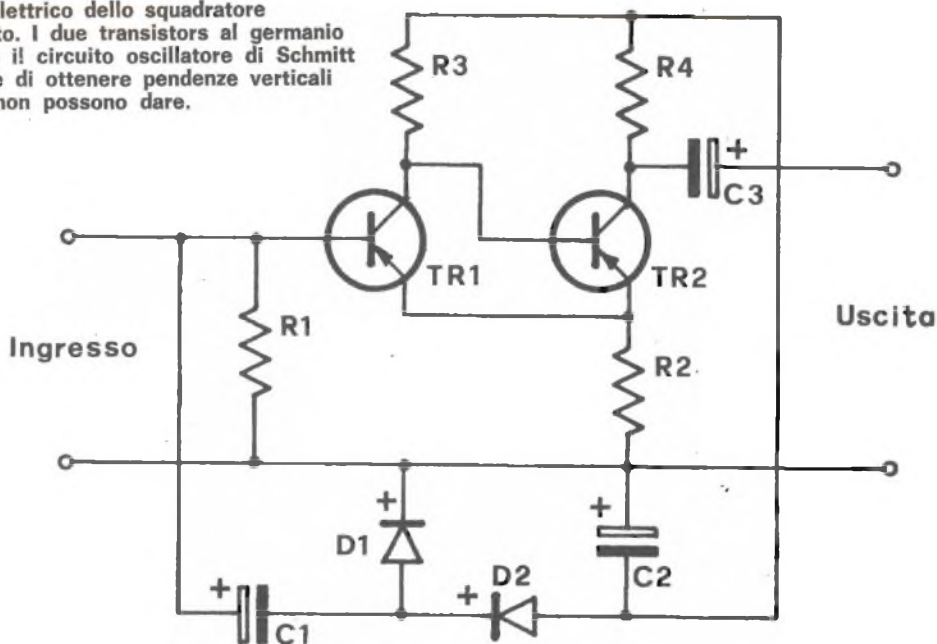 lettrico dello squadratore
to. I due transistors al germanio
il circuito oscillatore di Schmitt
e di ottenere pendenze verticali
non possono dare.
R3
R4
+
C3
TR1
TR2
Uscita
R1
Ingresso
R2
+
+
D1
C2
D2
+
+
C1